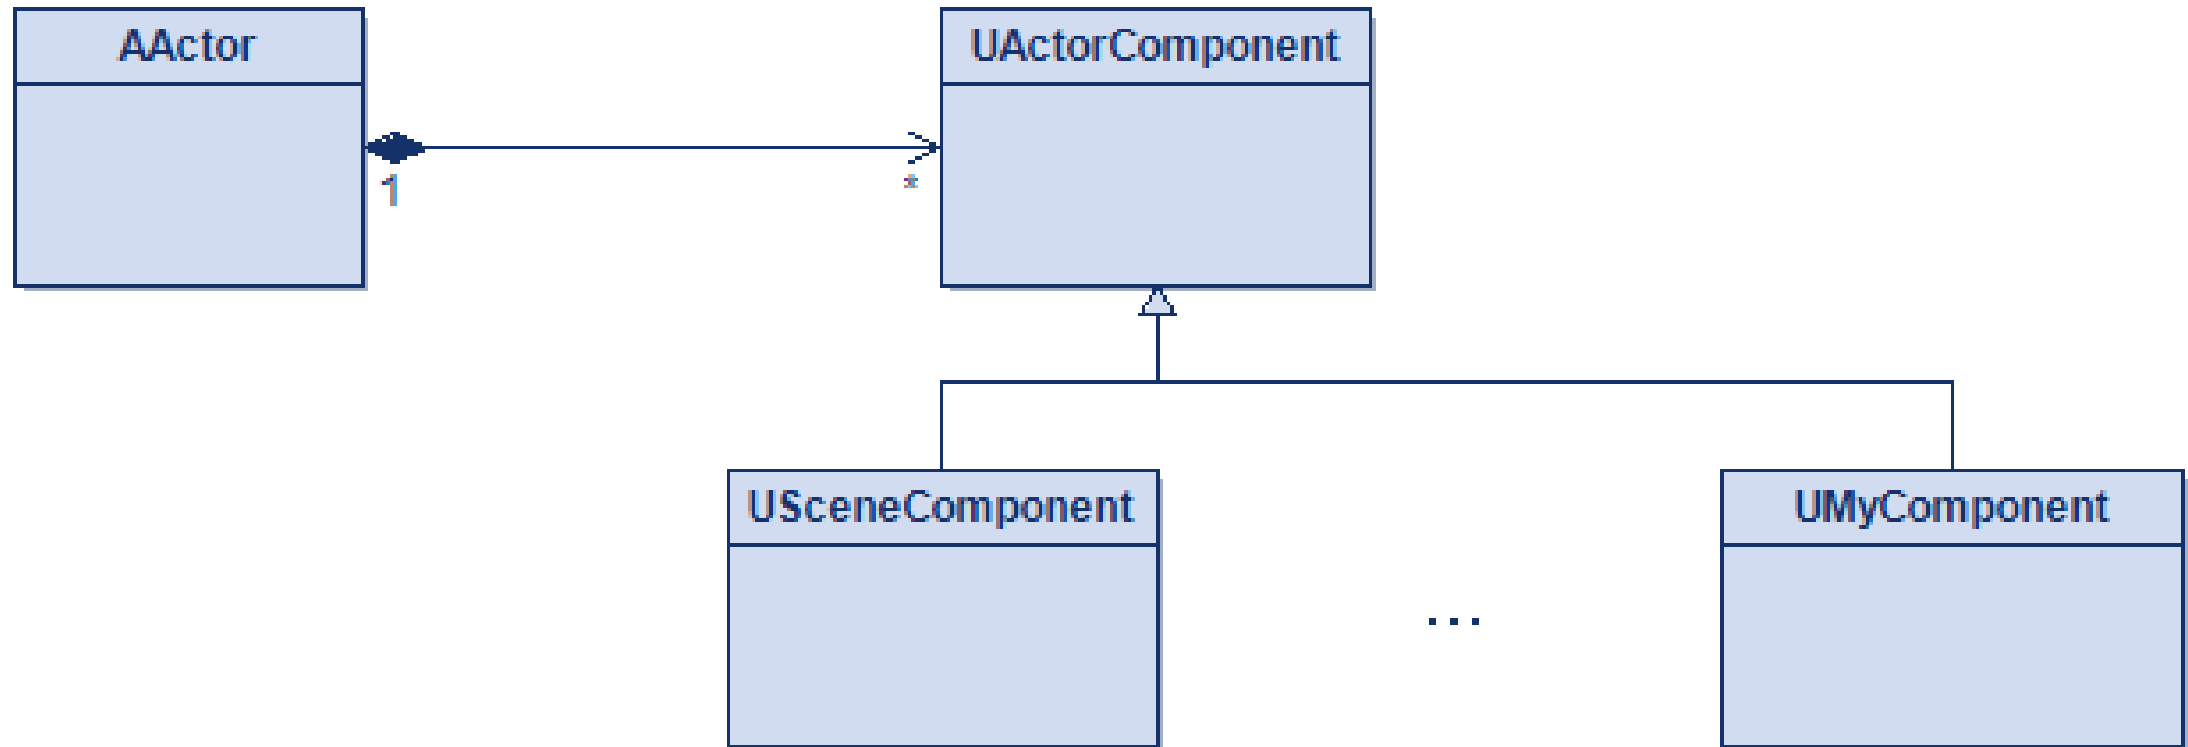 AActor
UActorComponent
1
*
USceneComponent
UMyComponent
...